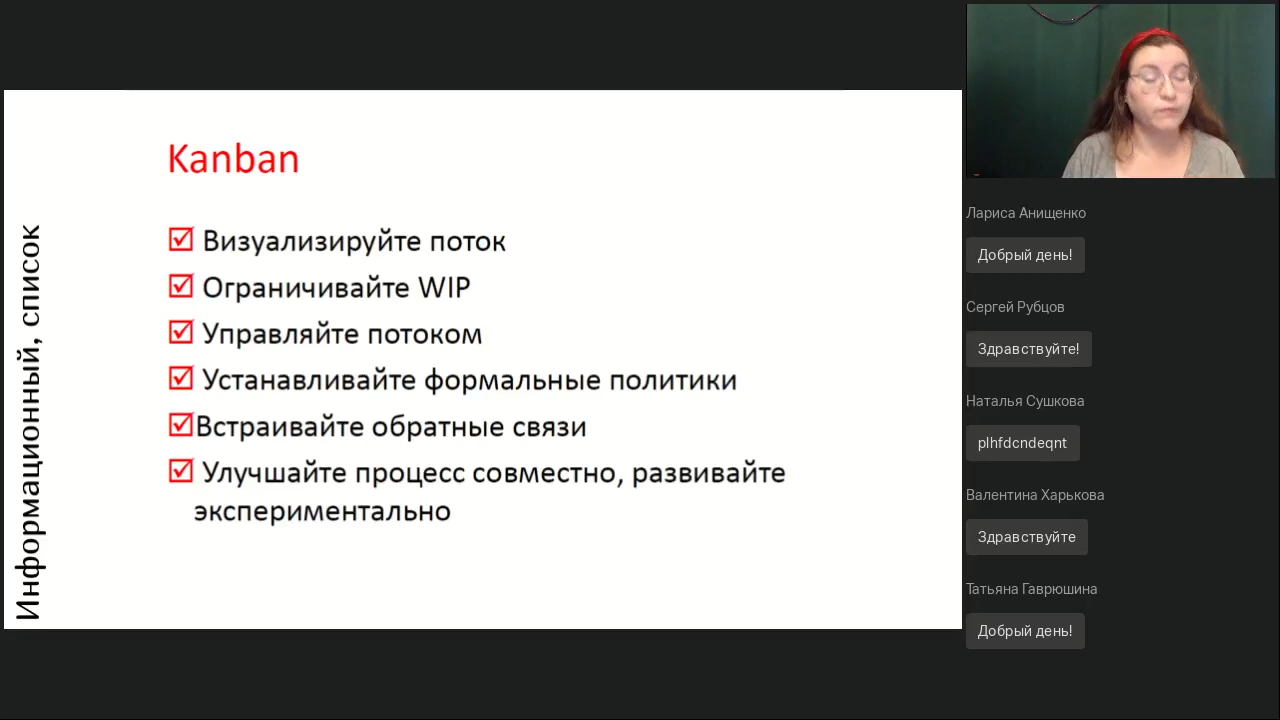 Информационный, список
Kanban
Визуализируйте поток
Ограничивайте WIP
Управляйте потоком
Устанавливайте формальные политики
Встраивайте обратные связи
Улучшайте процесс совместно, развивайте
экспериментально
Лариса Анищенко
Добрый день!
Сергей Рубцов
Здравствуйте!
Наталья Сушкова
plhfdcndeqnt
Валентина Харькова
Здравствуйте
Татьяна Гаврюшина
Добрый день!